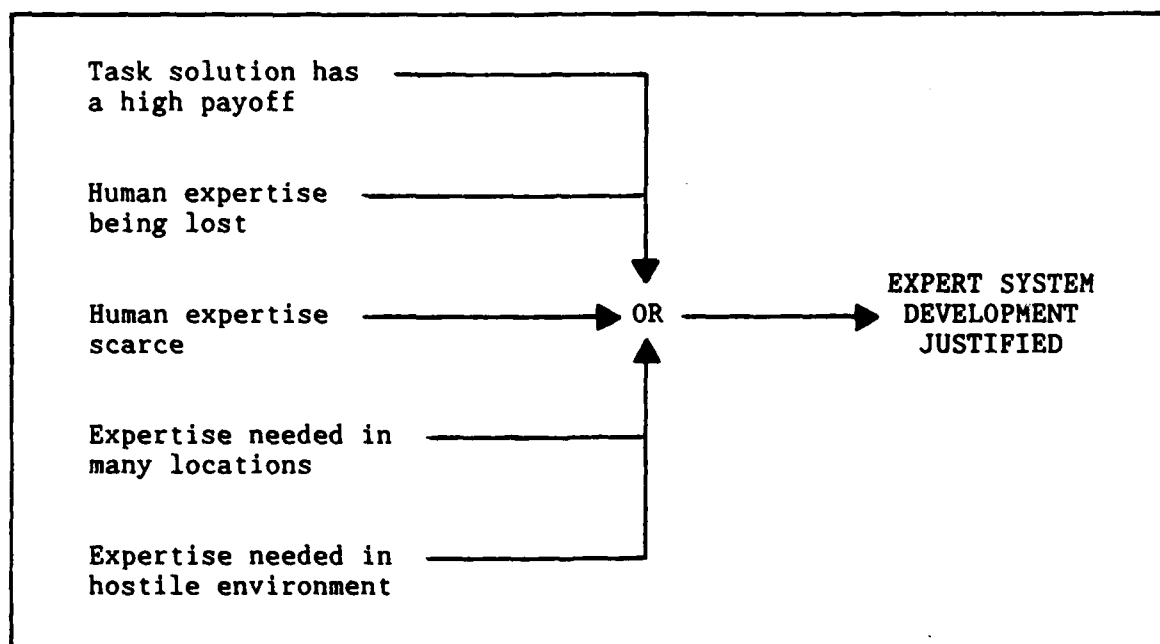 Task solution has
a high payoff
Human expertise
being lost
Human expertise
scarce
OR
EXPERT SYSTEM
DEVELOPMENT
JUSTIFIED
Expertise needed in
many locations
Expertise needed in
hostile environment